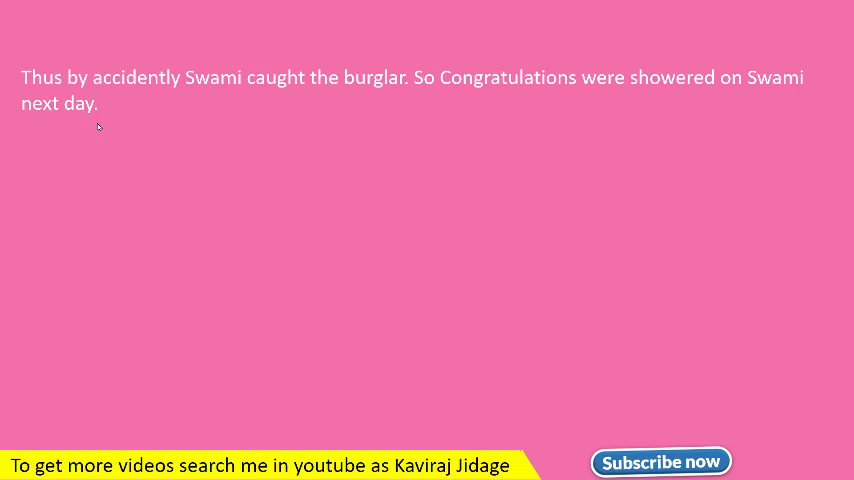 Thus by accidently Swami caught the burglar. So Congratulations were showered on Swami
next day.
To get more videos search me in youtube as Kaviraj Jidage
Subscribe now